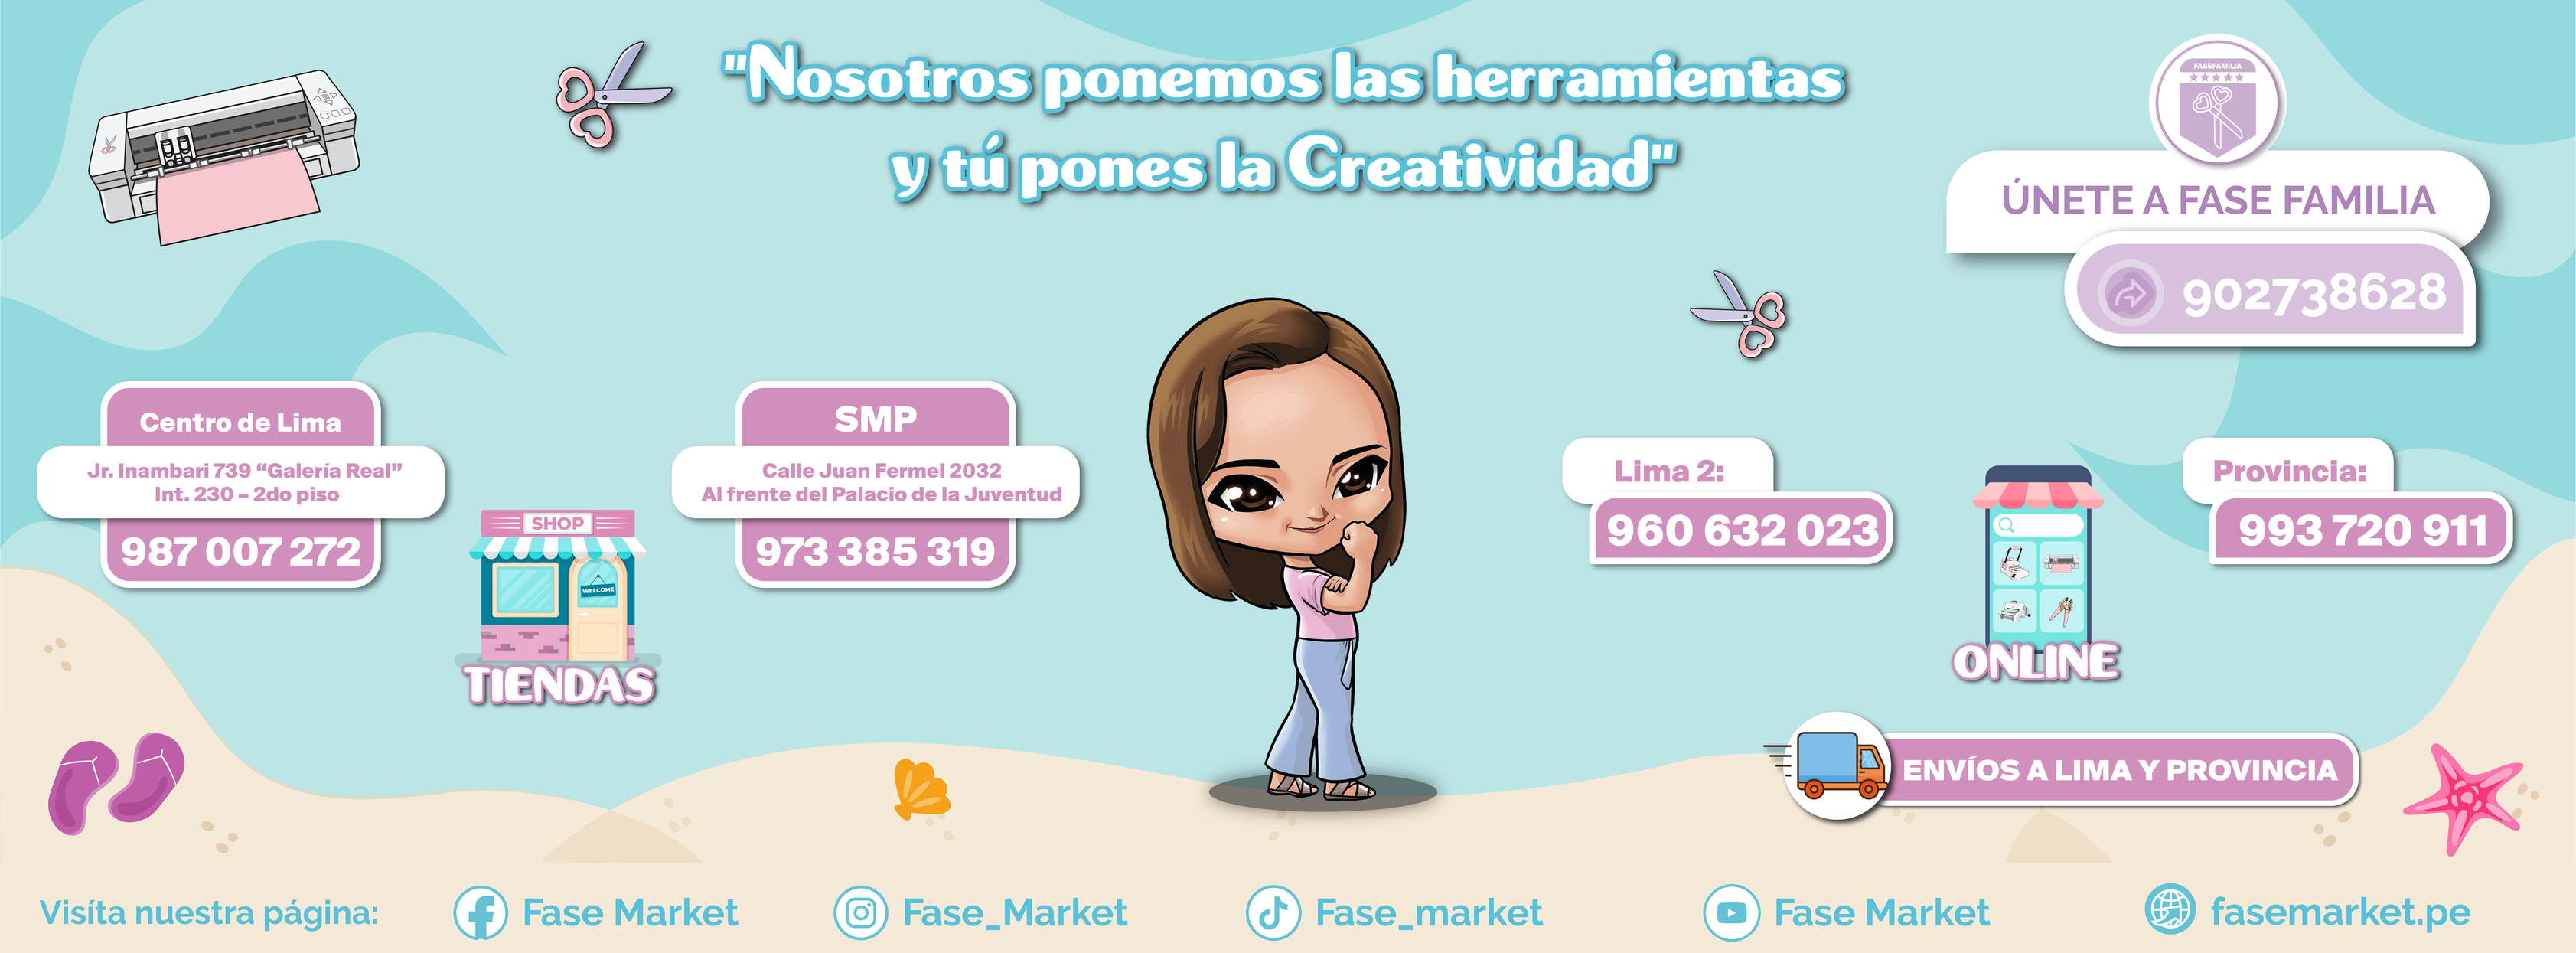 "Nosotros ponemos las herramientas
y tú pones la Creatividad"
FASEFAMILIA
ÚNETE A FASE FAMILIA
902738628
Centro de Lima
Jr. Inambari 739 “Galería Real”
Int. 230 – 2do piso
987 007 272
SHOP
WELCOME
TIENDAS
SMP
Calle Juan Fermel 2032
Al frente del Palacio de la Juventud
973 385 319
Lima 2:
960 632 023
ONLINE
Provincia:
993 720 911
ENVÍOS A LIMA Y PROVINCIA
Visíta nuestra página:
Fase Market
Fase_Market
Fase_market
Fase Market
fasemarket.pe